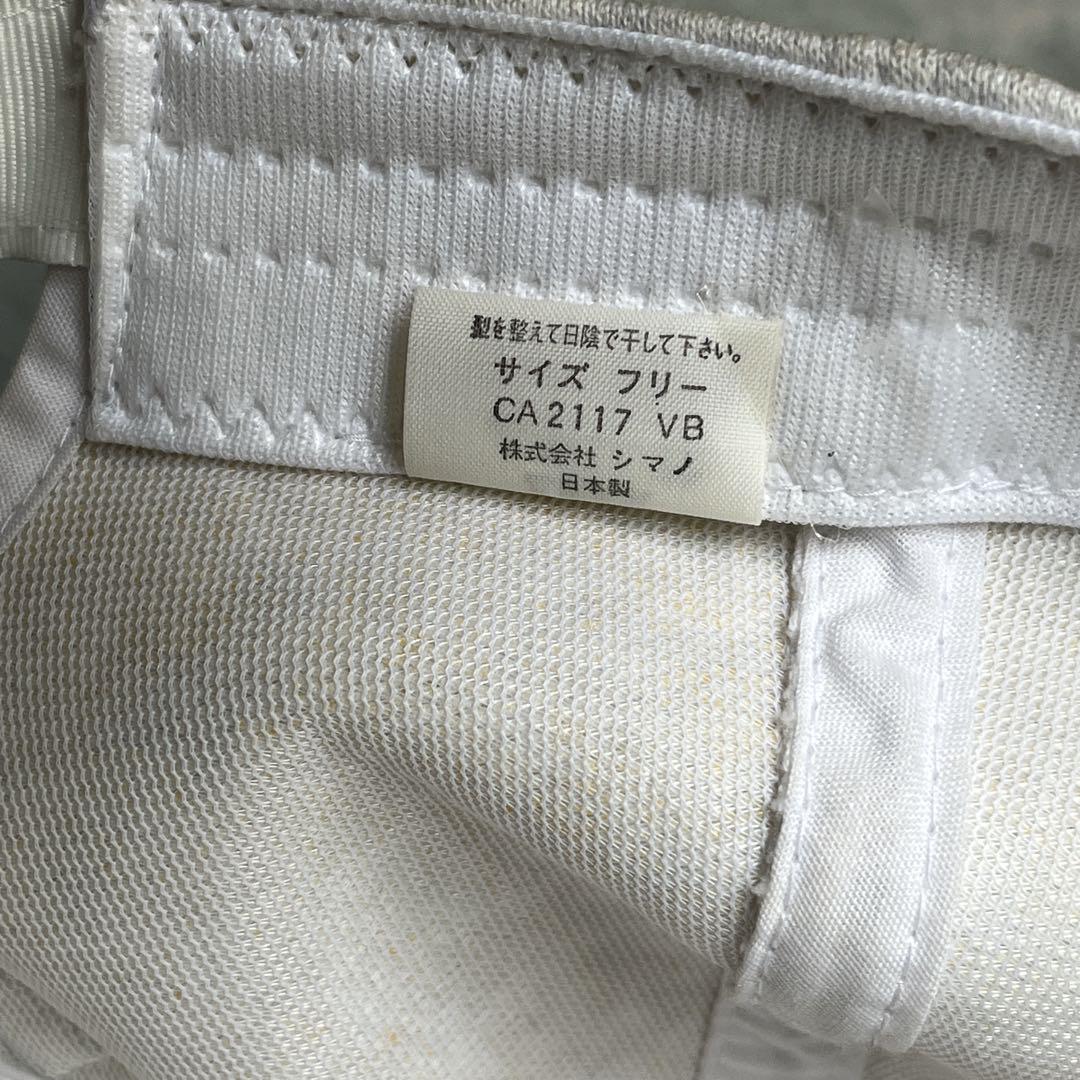 型を整えて日陰で干して下さい。
サイズ フリー
CA2117 VB
株式会社 シマノ
日本製